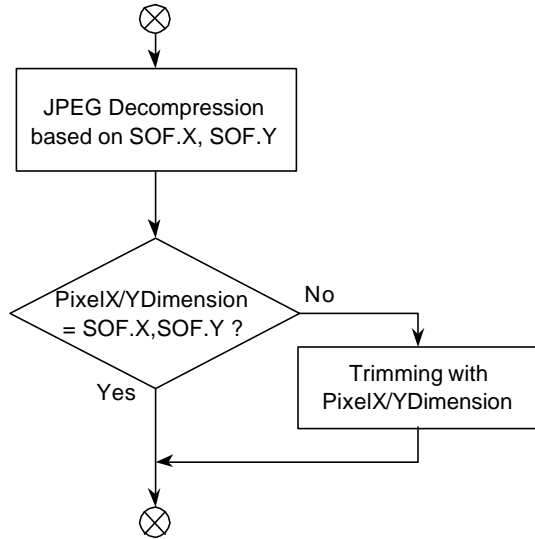 JPEG Decompression
based on SOF.X, SOF.Y
PixelX/YDimension
= SOF.X,SOF.Y ?
No
Yes
Trimming with
PixelX/YDimension